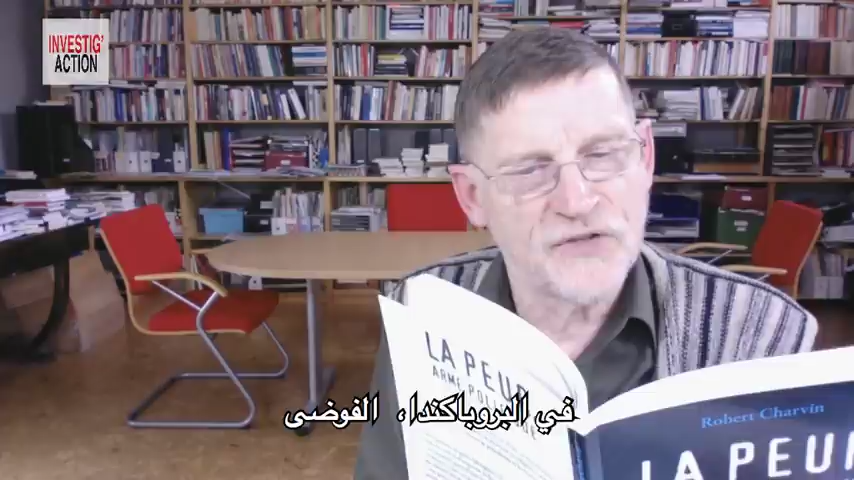 INVESTIG'
ACTION
LA PEUR
ARME POLI
Robert Charvin
LA PEUR
في البروباكندا، الفوضى